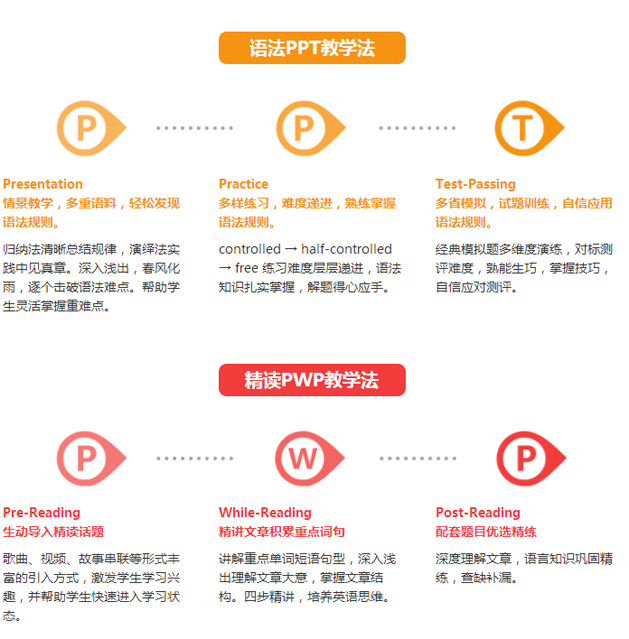 语法PPT教学法
P
P
T
Presentation
情景教学，多重语料，轻松发现
语法规则。
归纳法清晰总结规律，演绎法实
践中见真章。深入浅出，春风化
雨，逐个击破语法难点。帮助学
生灵活掌握重难点。
Practice
多样练习，难度递进，熟练掌握
语法规则。
controlled → half-controlled
→ free 练习难度层层递进，语法
知识扎实掌握，解题得心应手。
Test-Passing
多省模拟，试题训练，自信应用
语法规则。
经典模拟题多维度演练，对标测
评难度，熟能生巧，掌握技巧，
自信应对测评。
精读PWP教学法
P
W
P
Pre-Reading
生动导入精读话题
歌曲、视频、故事串联等形式丰
富的引入方式，激发学生学习兴
趣，并帮助学生快速进入学习状
态。
While-Reading
精讲文章积累重点词句
讲解重点单词短语句型，深入浅
出理解文章大意，掌握文章结
构。四步精讲，培养英语思维。
Post-Reading
配套题目优选精练
深度理解文章，语言知识巩固精
练，查缺补漏。